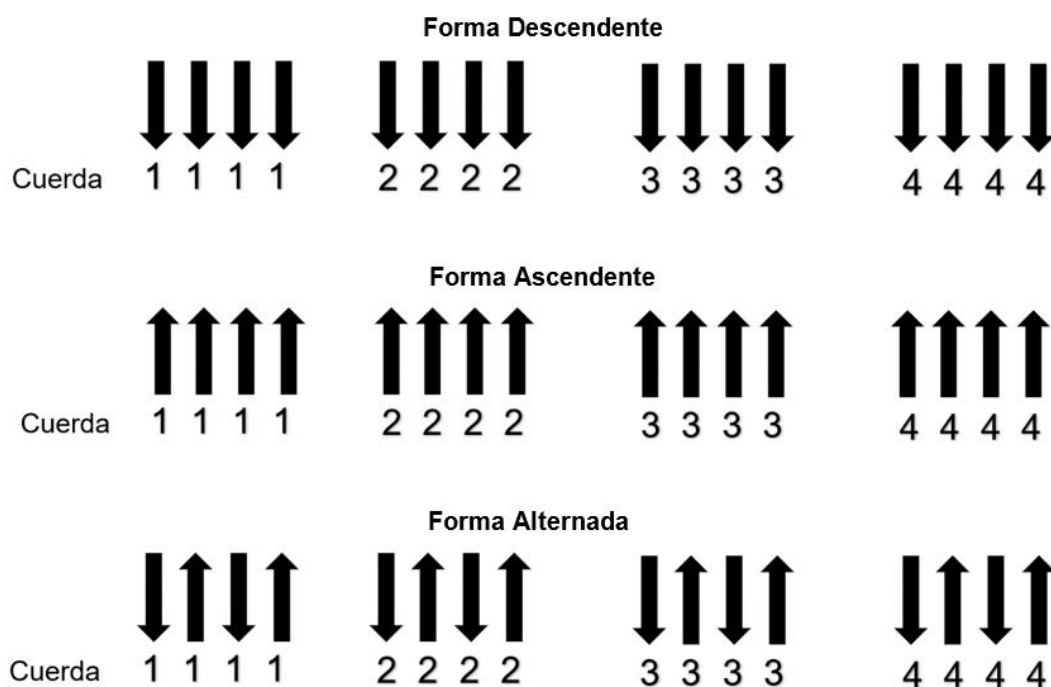 Forma Descendente
Cuerda 1 1 1 1 2 2 2 2 3 3 3 3 4 4 4 4
Forma Ascendente
Cuerda 1 1 1 1 2 2 2 2 3 3 3 3 4 4 4 4
Forma Alternada
Cuerda 1 1 1 1 2 2 2 2 3 3 3 3 4 4 4 4